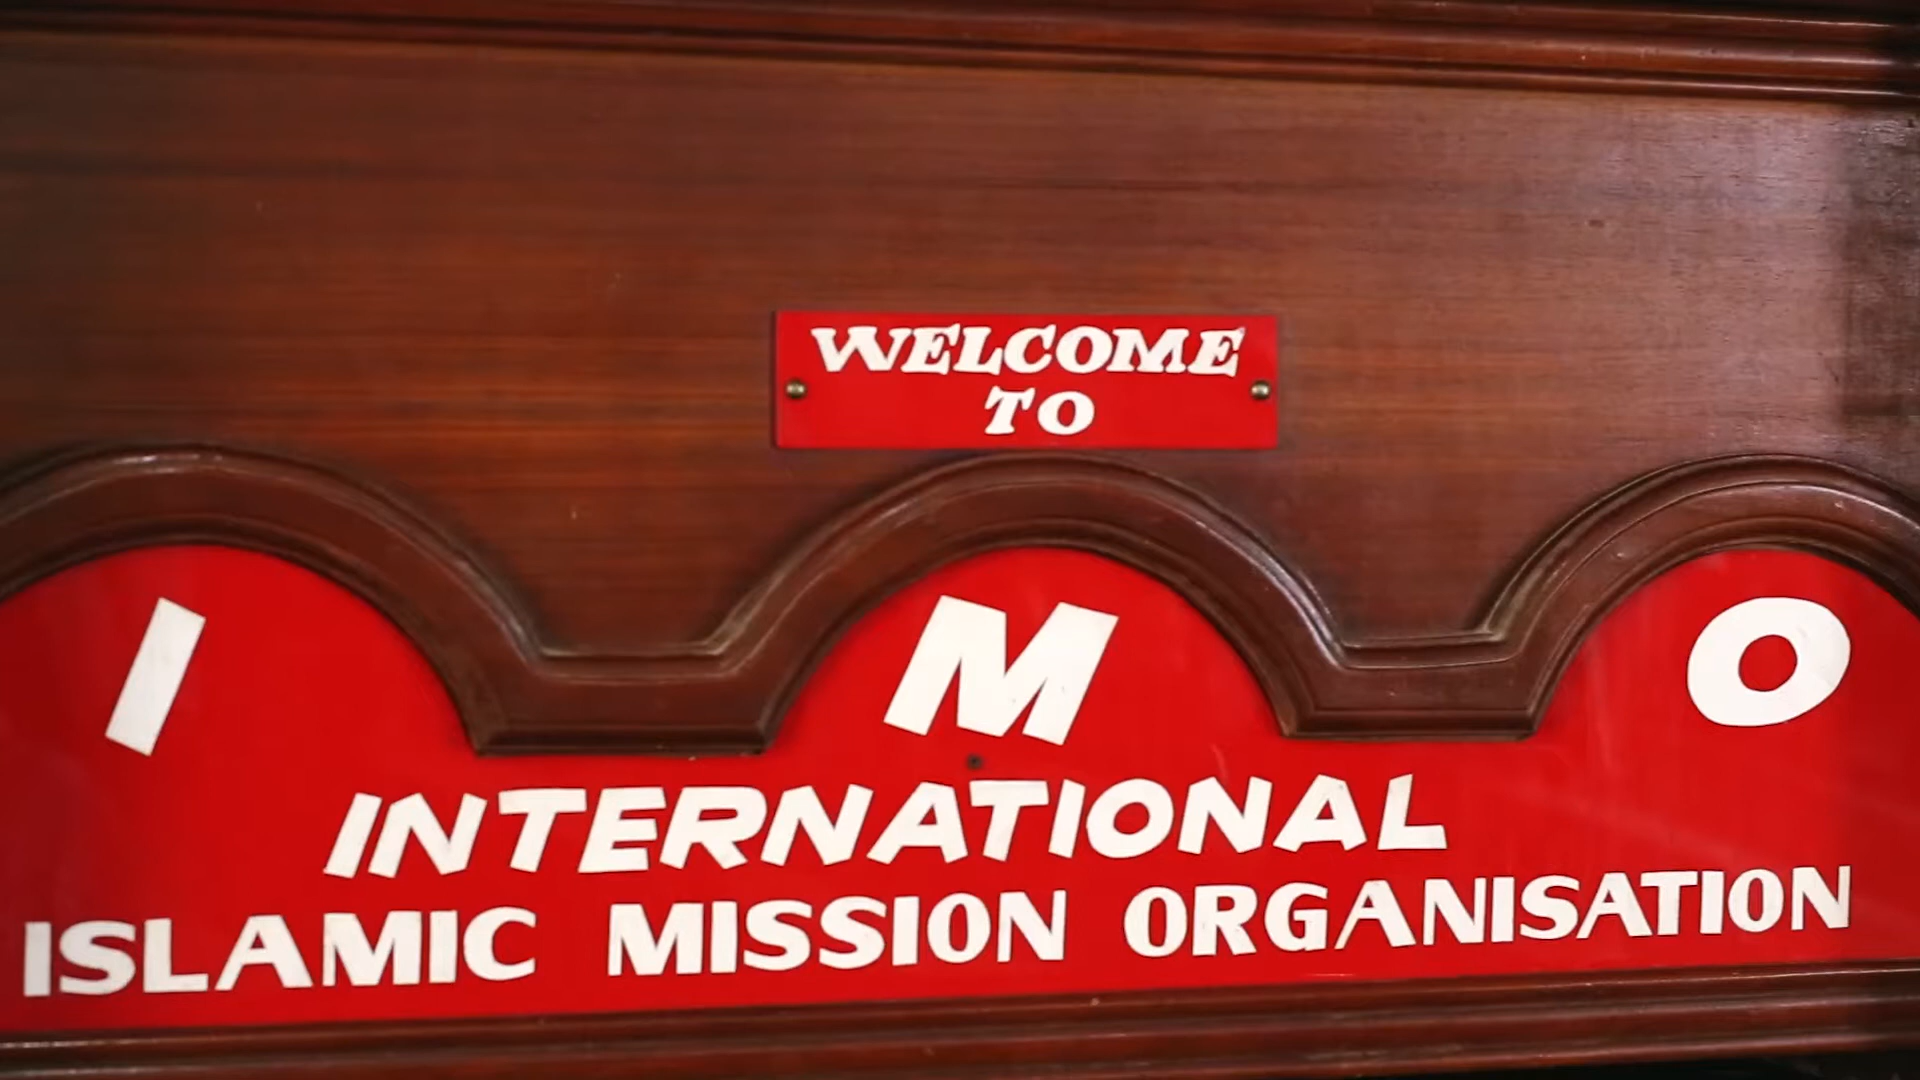 WELCOME
TO
I M O
INTERNATIONAL
ISLAMIC MISSION ORGANISATION